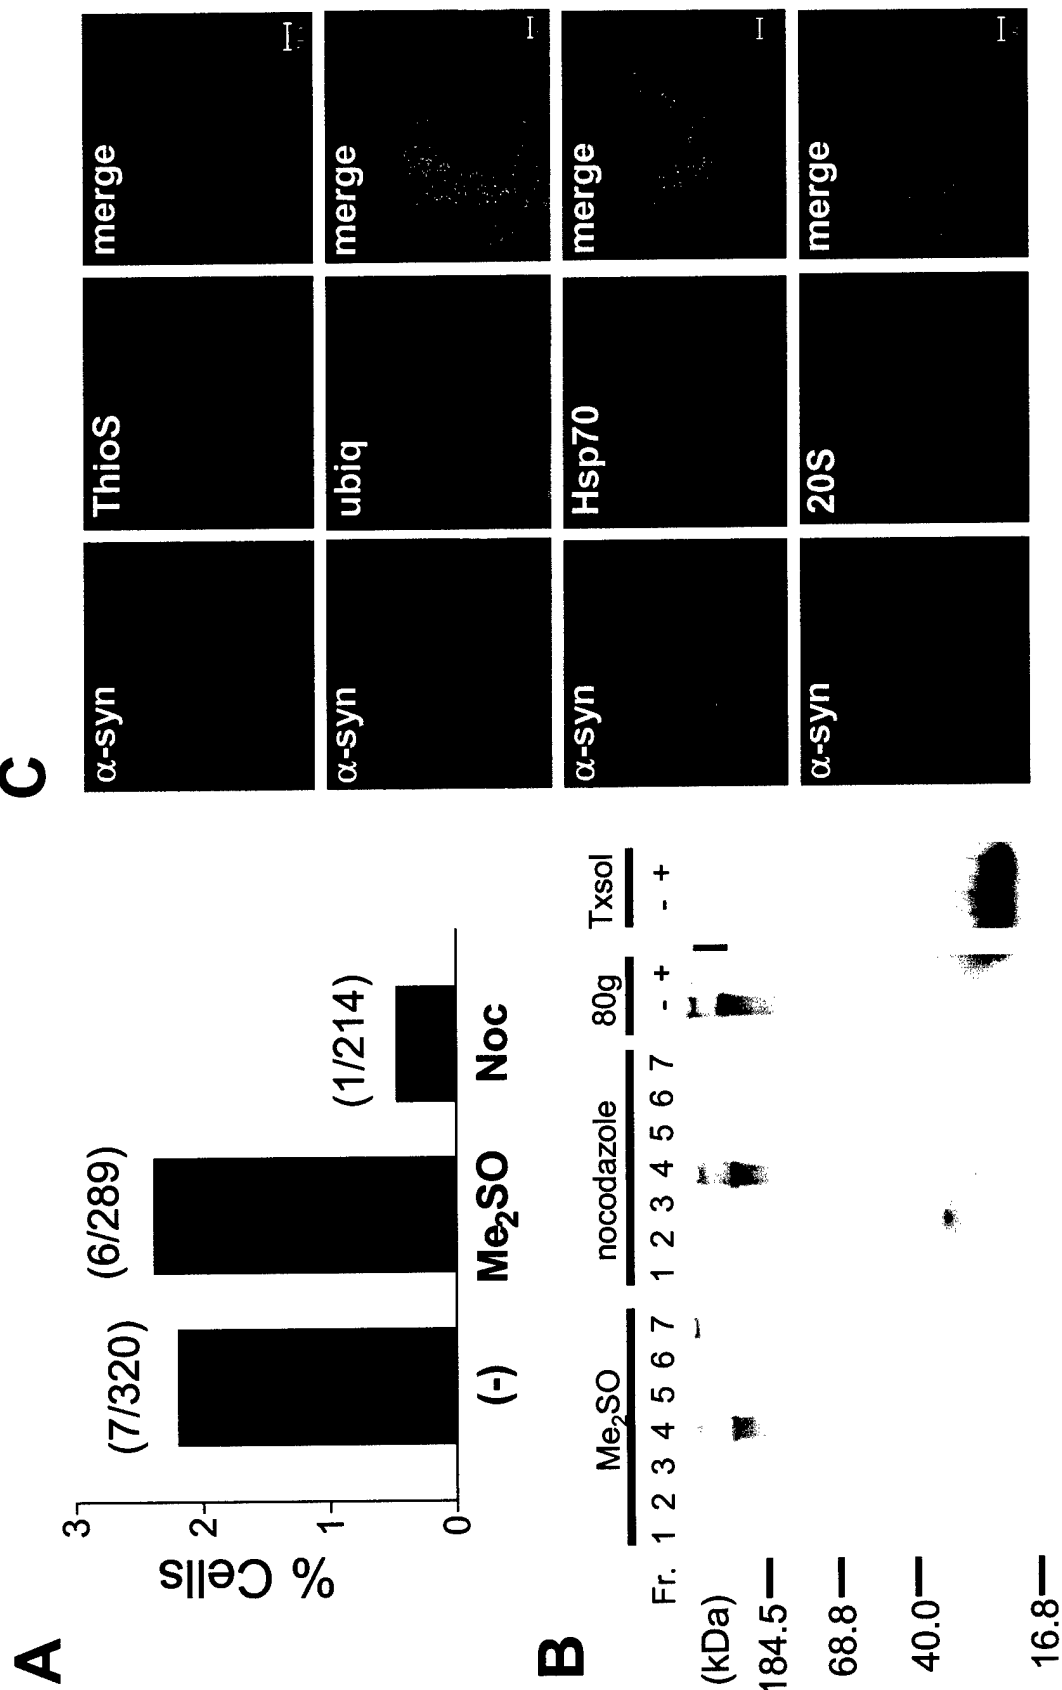 A
% Cells
3
2
1
0
(7/320)
(6/289)
(1/214)
(-)
Me2SO
Noc
B
Me2SO
nocodazole
80g
Txsol
Fr.
1 2 3 4 5 6 7
1 2 3 4 5 6 7
- +
- +
(kDa)
184.5
68.8
40.0
16.8
C
α-syn
ThioS
merge
α-syn
ubiq
merge
α-syn
Hsp70
merge
α-syn
20S
merge